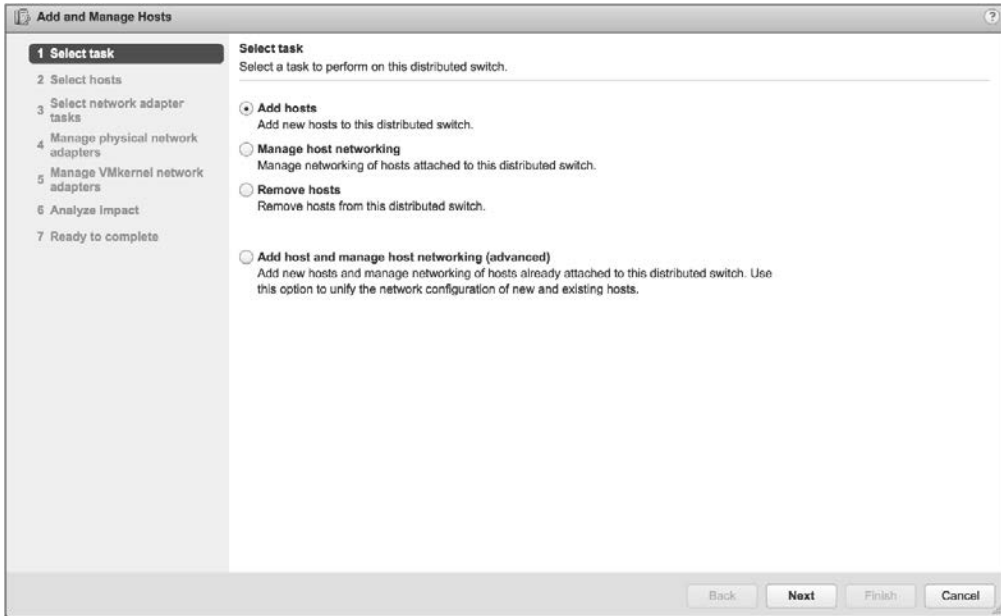 Add and Manage Hosts
?
1 Select task
2 Select hosts
3 Select network adapter
tasks
4 Manage physical network
adapters
5 Manage VMkernel network
adapters
6 Analyze impact
7 Ready to complete
Select task
Select a task to perform on this distributed switch.
Add hosts
Add new hosts to this distributed switch.
Manage host networking
Manage networking of hosts attached to this distributed switch.
Remove hosts
Remove hosts from this distributed switch.
Add host and manage host networking (advanced)
Add new hosts and manage networking of hosts already attached to this distributed switch. Use
this option to unify the network configuration of new and existing hosts.
Back Next Finish Cancel